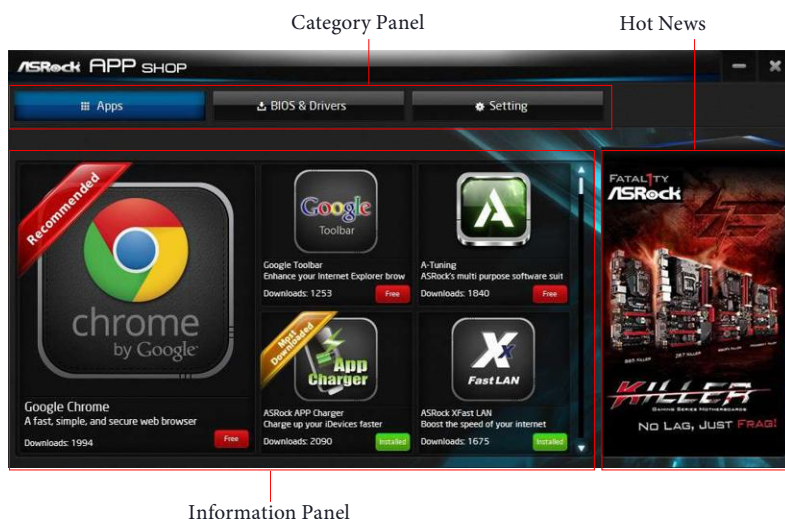 Category Panel
Hot News
ASRock APP SHOP
Apps
BIOS & Drivers
Setting
Recommended
chrome
by Google
Google Chrome
A fast, simple, and secure web browser
Downloads: 1994
Free
Google
Toolbar
Google Toolbar
Enhance your Internet Explorer brow
Downloads: 1253
Free
A-Tuning
ASRock's multi purpose software suit
Downloads: 1840
Free
Most
Downloaded
App
Charger
ASRock APP Charger
Charge up your iDevices faster
Downloads: 2090
Installed
X
Fast LAN
ASRock XFast LAN
Boost the speed of your internet
Downloads: 1675
Installed
FATAL1TY
ASRock
KILLER
GAMING SERIES MOTHERBOARDS
NO LAG, JUST FRAG!
Information Panel